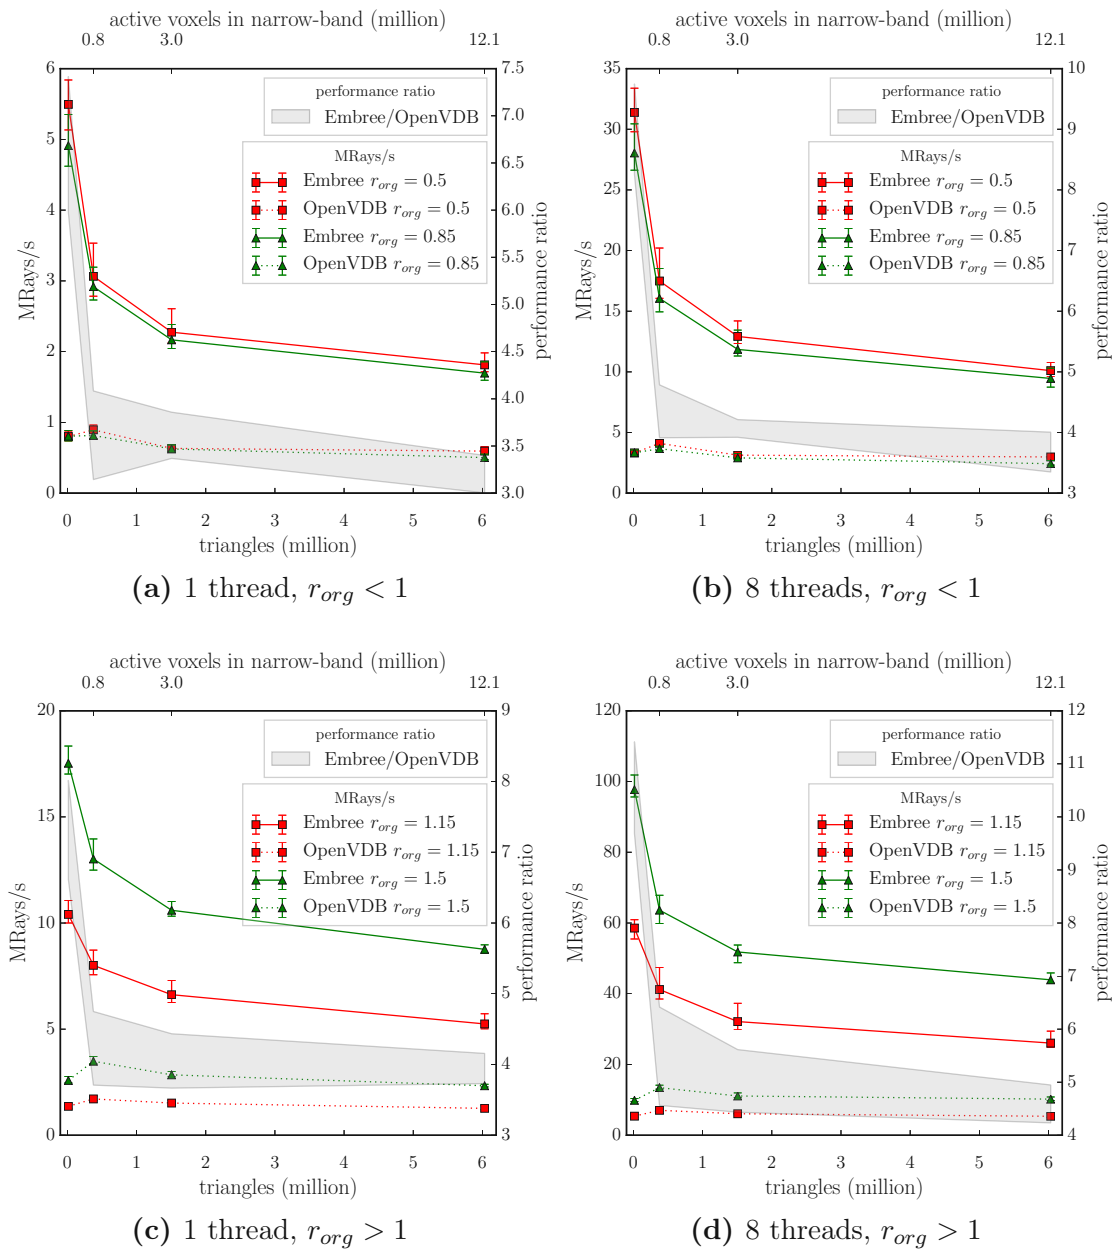 active voxels in narrow-band (million)
0.8 3.0 12.1
performance ratio
Embree/OpenVDB
MRays/s
Embree r_org = 0.5
OpenVDB r_org = 0.5
Embree r_org = 0.85
OpenVDB r_org = 0.85
6
5
4
3
2
1
0
MRays/s
7.5
7.0
6.5
6.0
5.5
5.0
4.5
4.0
3.5
3.0
performance ratio
0 1 2 3 4 5 6
triangles (million)
(a) 1 thread, r_org < 1
active voxels in narrow-band (million)
0.8 3.0 12.1
performance ratio
Embree/OpenVDB
MRays/s
Embree r_org = 0.5
OpenVDB r_org = 0.5
Embree r_org = 0.85
OpenVDB r_org = 0.85
35
30
25
20
15
10
5
0
MRays/s
10
9
8
7
6
5
4
3
performance ratio
0 1 2 3 4 5 6
triangles (million)
(b) 8 threads, r_org < 1
active voxels in narrow-band (million)
0.8 3.0 12.1
performance ratio
Embree/OpenVDB
MRays/s
Embree r_org = 1.15
OpenVDB r_org = 1.15
Embree r_org = 1.5
OpenVDB r_org = 1.5
20
15
10
5
0
MRays/s
9
8
7
6
5
4
3
performance ratio
0 1 2 3 4 5 6
triangles (million)
(c) 1 thread, r_org > 1
active voxels in narrow-band (million)
0.8 3.0 12.1
performance ratio
Embree/OpenVDB
MRays/s
Embree r_org = 1.15
OpenVDB r_org = 1.15
Embree r_org = 1.5
OpenVDB r_org = 1.5
120
100
80
60
40
20
0
MRays/s
12
11
10
9
8
7
6
5
4
performance ratio
0 1 2 3 4 5 6
triangles (million)
(d) 8 threads, r_org > 1